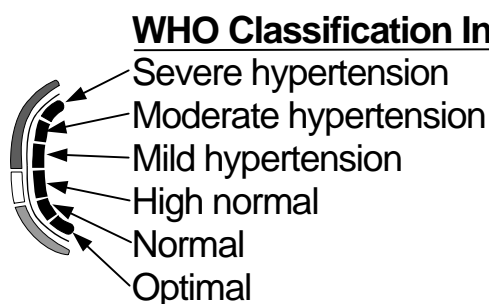 WHO Classification In
Severe hypertension
Moderate hypertension
Mild hypertension
High normal
Normal
Optimal